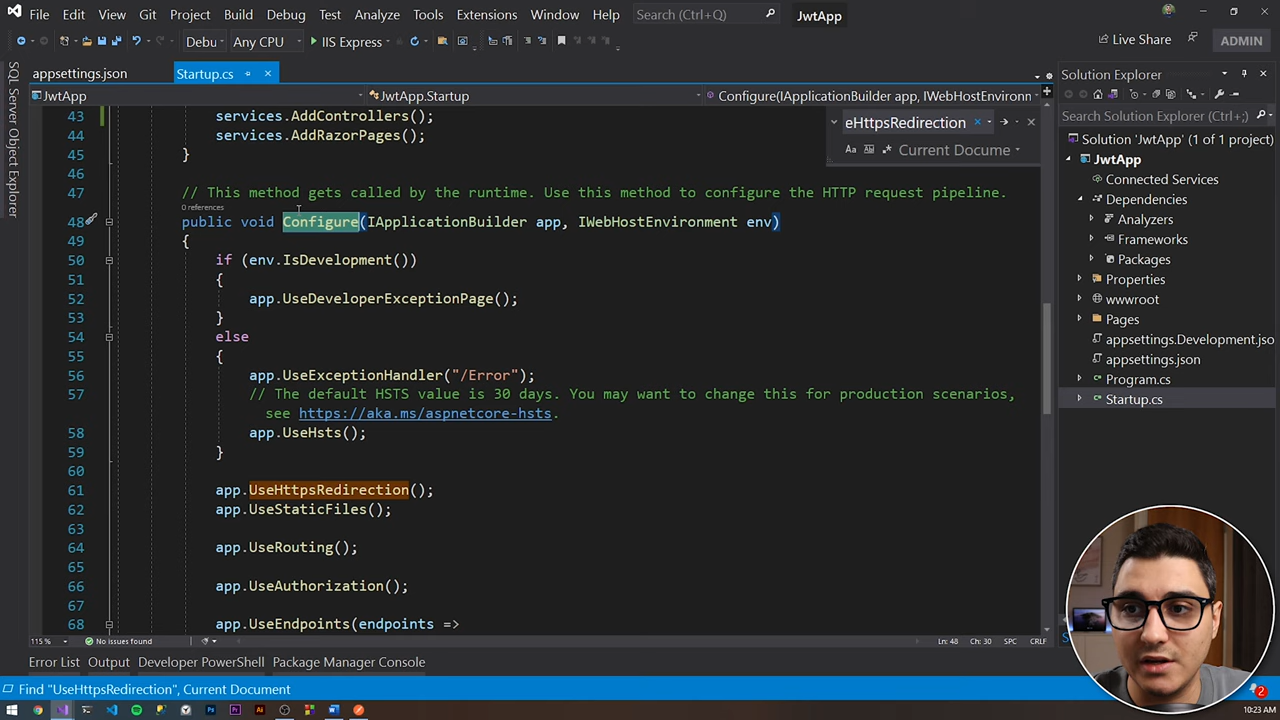 File Edit View Git Project Build Debug Test Analyze Tools Extensions Window Help Search (Ctrl+Q) JwtApp
Debu Any CPU IIS Express Live Share ADMIN
appsettings.json Startup.cs
JwtApp JwtApp.Startup Configure(IApplicationBuilder app, IWebHostEnvironm
eHttpsRedirection
Current Docume
SQL Server Object Explorer
43 services.AddControllers();
44 services.AddRazorPages();
45 }
46
47 // This method gets called by the runtime. Use this method to configure the HTTP request pipeline.
0 references
48 public void Configure(IApplicationBuilder app, IWebHostEnvironment env)
49 {
50 if (env.IsDevelopment())
51 {
52 app.UseDeveloperExceptionPage();
53 }
54 else
55 {
56 app.UseExceptionHandler("/Error");
57 // The default HSTS value is 30 days. You may want to change this for production scenarios,
see https://aka.ms/aspnetcore-hsts.
58 app.UseHsts();
59 }
60
61 app.UseHttpsRedirection();
62 app.UseStaticFiles();
63
64 app.UseRouting();
65
66 app.UseAuthorization();
67
68 app.UseEndpoints(endpoints =>
115 % No issues found Ln: 48 Ch: 30 SPC CRLF
Solution Explorer
Search Solution Explorer (Ctrl+;)
Solution 'JwtApp' (1 of 1 project)
JwtApp
Connected Services
Dependencies
Analyzers
Frameworks
Packages
Properties
wwwroot
Pages
appsettings.Development.jso
appsettings.json
Program.cs
Startup.cs
Error List Output Developer PowerShell Package Manager Console
Find "UseHttpsRedirection", Current Document
2
10:23 AM